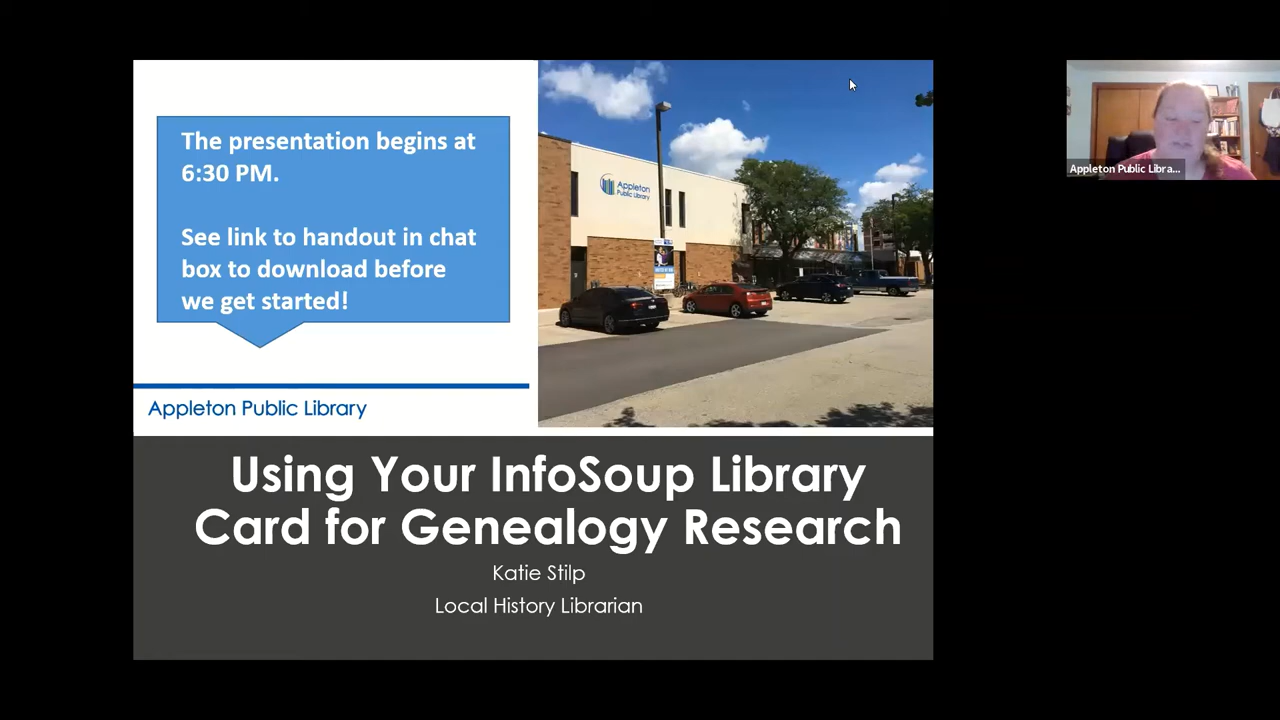 The presentation begins at
6:30 PM.
See link to handout in chat
box to download before
we get started!
Appleton
Public Library
Appleton Public Library
Using Your InfoSoup Library
Card for Genealogy Research
Katie Stilp
Local History Librarian
Appleton Public Libra...